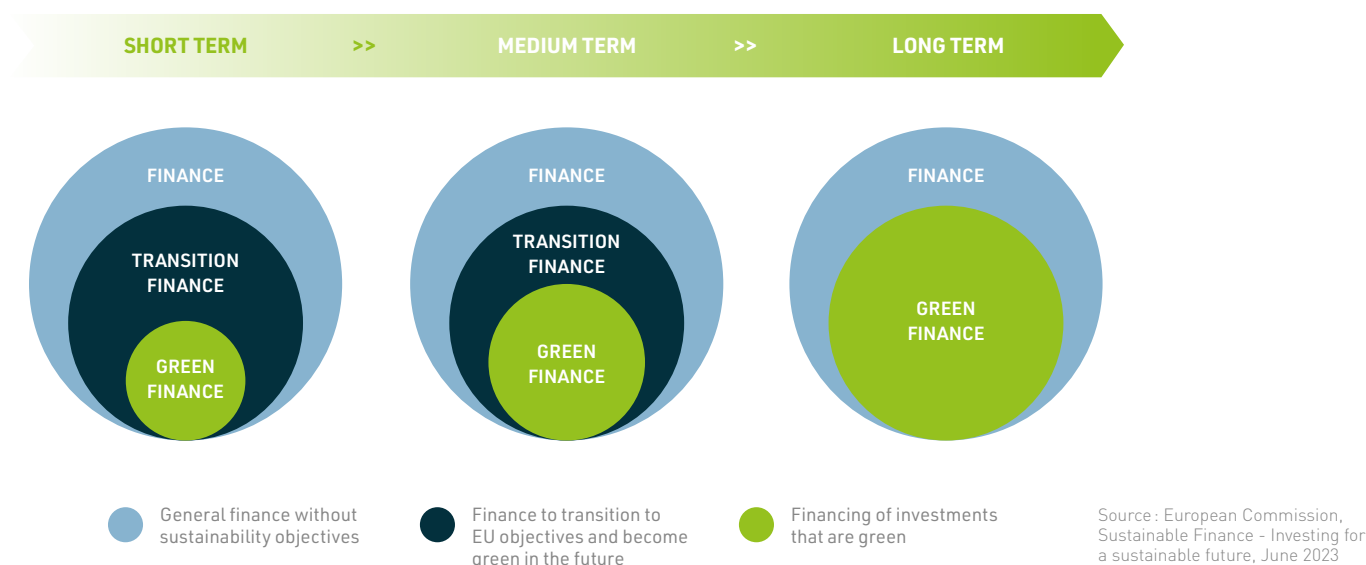 SHORT TERM >> MEDIUM TERM >> LONG TERM
FINANCE
TRANSITION
FINANCE
GREEN
FINANCE
FINANCE
TRANSITION
FINANCE
GREEN
FINANCE
FINANCE
GREEN
FINANCE
General finance without
sustainability objectives
Finance to transition to
EU objectives and become
green in the future
Financing of investments
that are green
Source : European Commission,
Sustainable Finance - Investing for
a sustainable future, June 2023